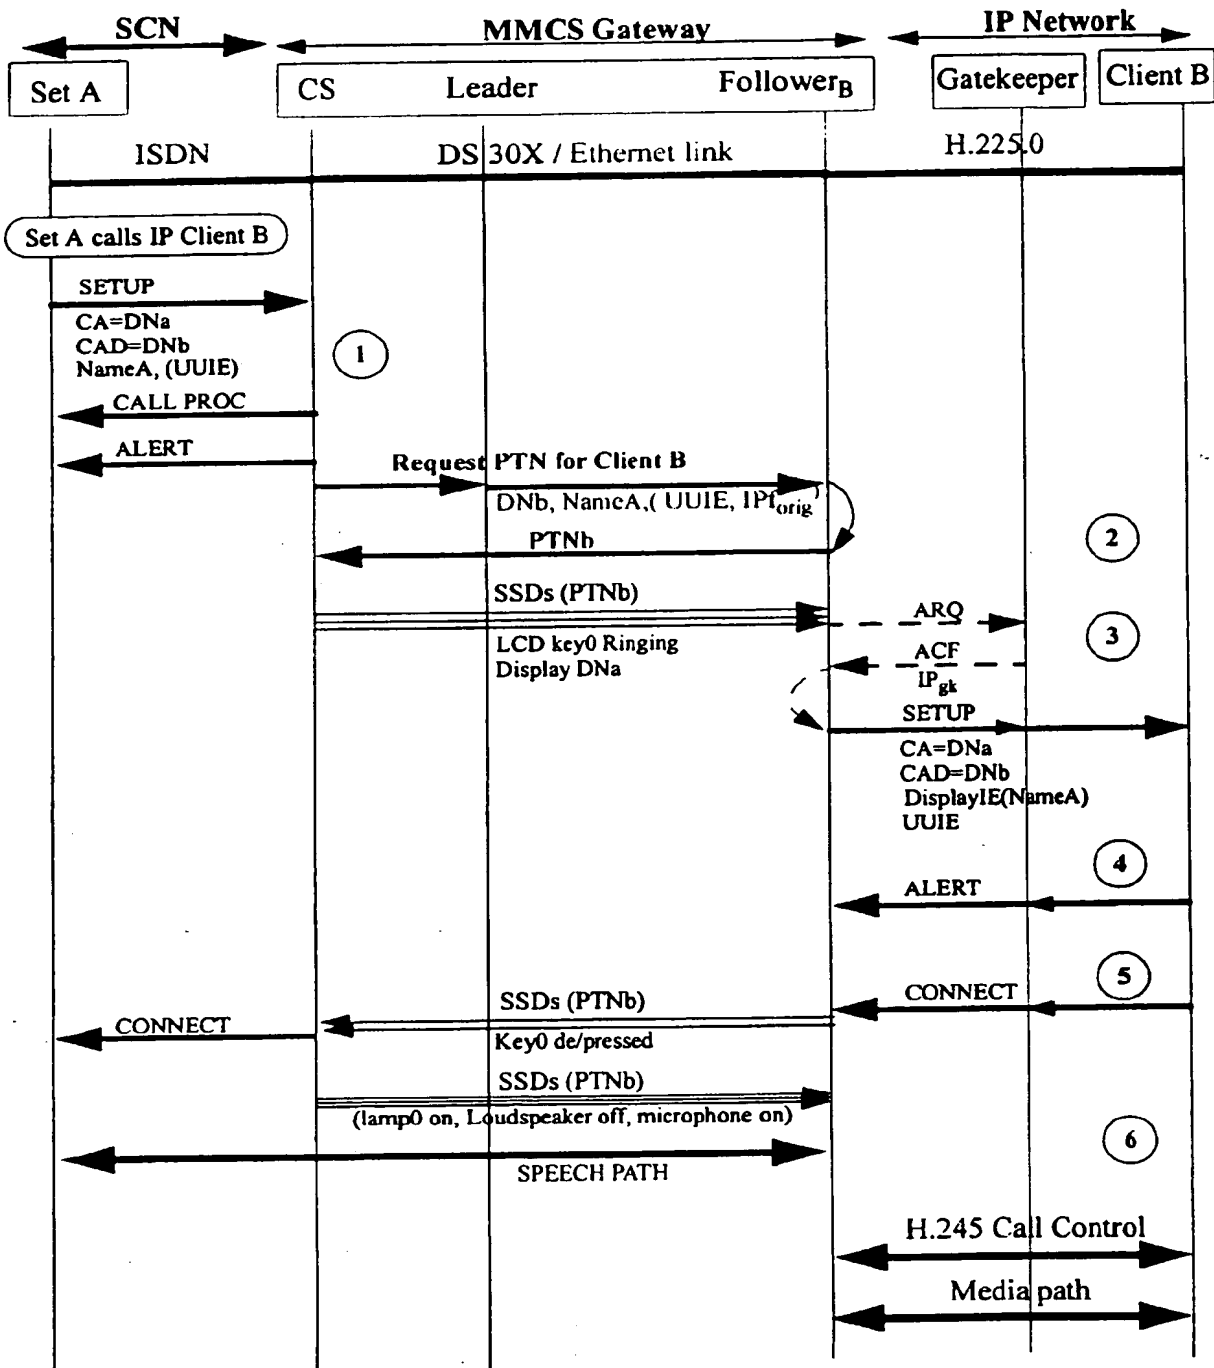 SCN MMCS Gateway IP Network
Set A CS Leader FollowerB Gatekeeper Client B
ISDN DS 30X / Ethernet link H.225.0
Set A calls IP Client B
SETUP
CA=DNa
CAD=DNb
NameA, (UUIE)
1
CALL PROC
ALERT
Request PTN for Client B
DNb, NameA,( UUIE, IPforig)
PTNb
2
SSDs (PTNb)
ARQ
3
LCD key0 Ringing
Display DNa
ACF
IPgk
SETUP
CA=DNa
CAD=DNb
DisplayIE(NameA)
UUIE
4
ALERT
5
SSDs (PTNb)
CONNECT
CONNECT
Key0 de/pressed
SSDs (PTNb)
(lamp0 on, Loudspeaker off, microphone on)
6
SPEECH PATH
H.245 Call Control
Media path